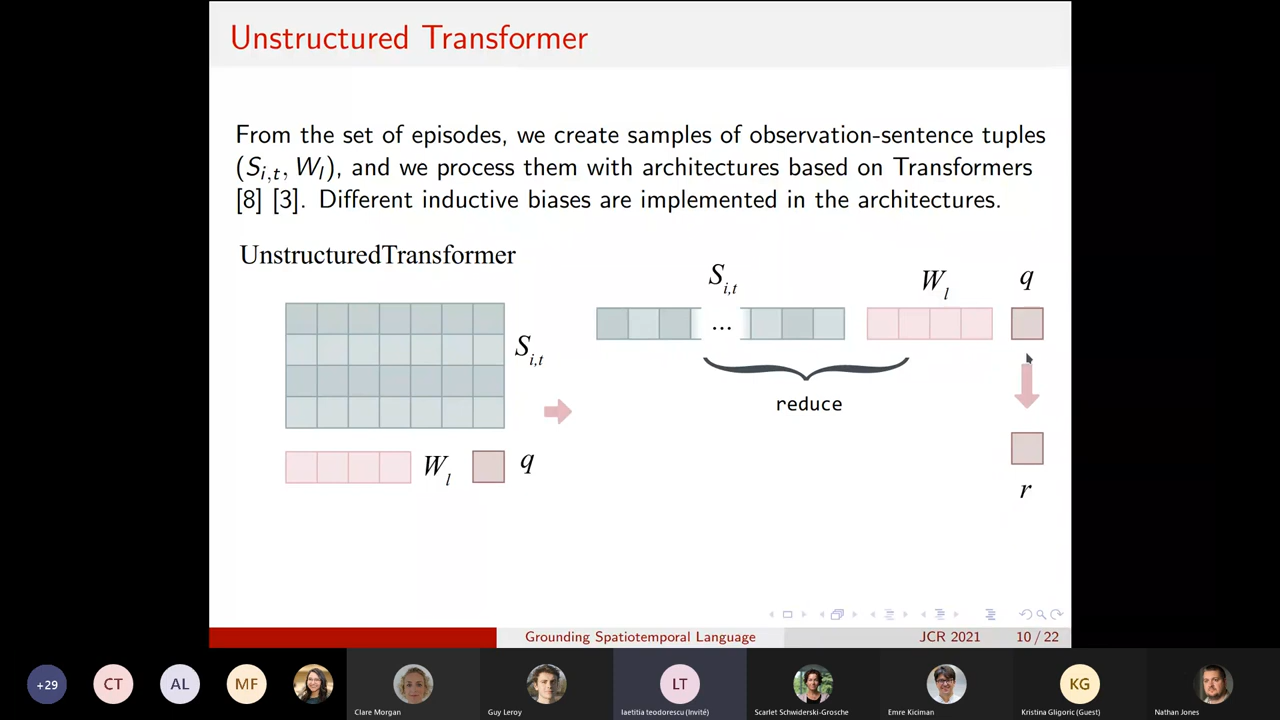 Unstructured Transformer
From the set of episodes, we create samples of observation-sentence tuples
(S_{i,t}, W_l), and we process them with architectures based on Transformers
[8] [3]. Different inductive biases are implemented in the architectures.
UnstructuredTransformer
S_{i,t}
W_l
q
S_{i,t}
W_l
q
...
reduce
r
Grounding Spatiotemporal Language
JCR 2021
10 / 22
+29
CT
AL
MF
Clare Morgan
Guy Leroy
LT
laetitia teodorescu (Invité)
Scarlet Schwiderski-Grosche
Emre Kiciman
KG
Kristina Gligoric (Guest)
Nathan Jones